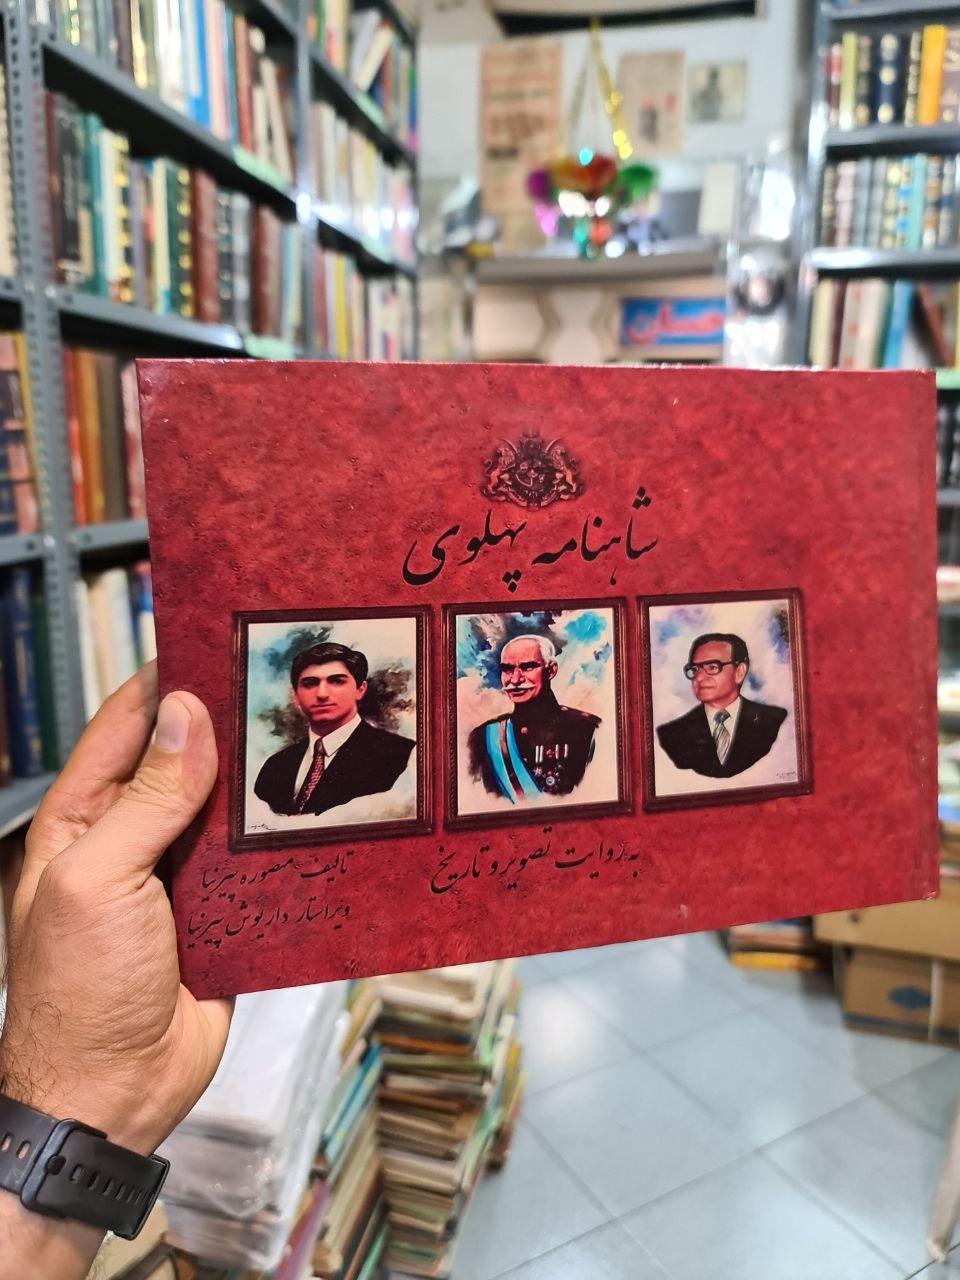 شاهنامه پهلوی
به روایت تصویر و تاریخ
تالیف منصوره پیرنیا
ویراستار داریوش پیرنیا